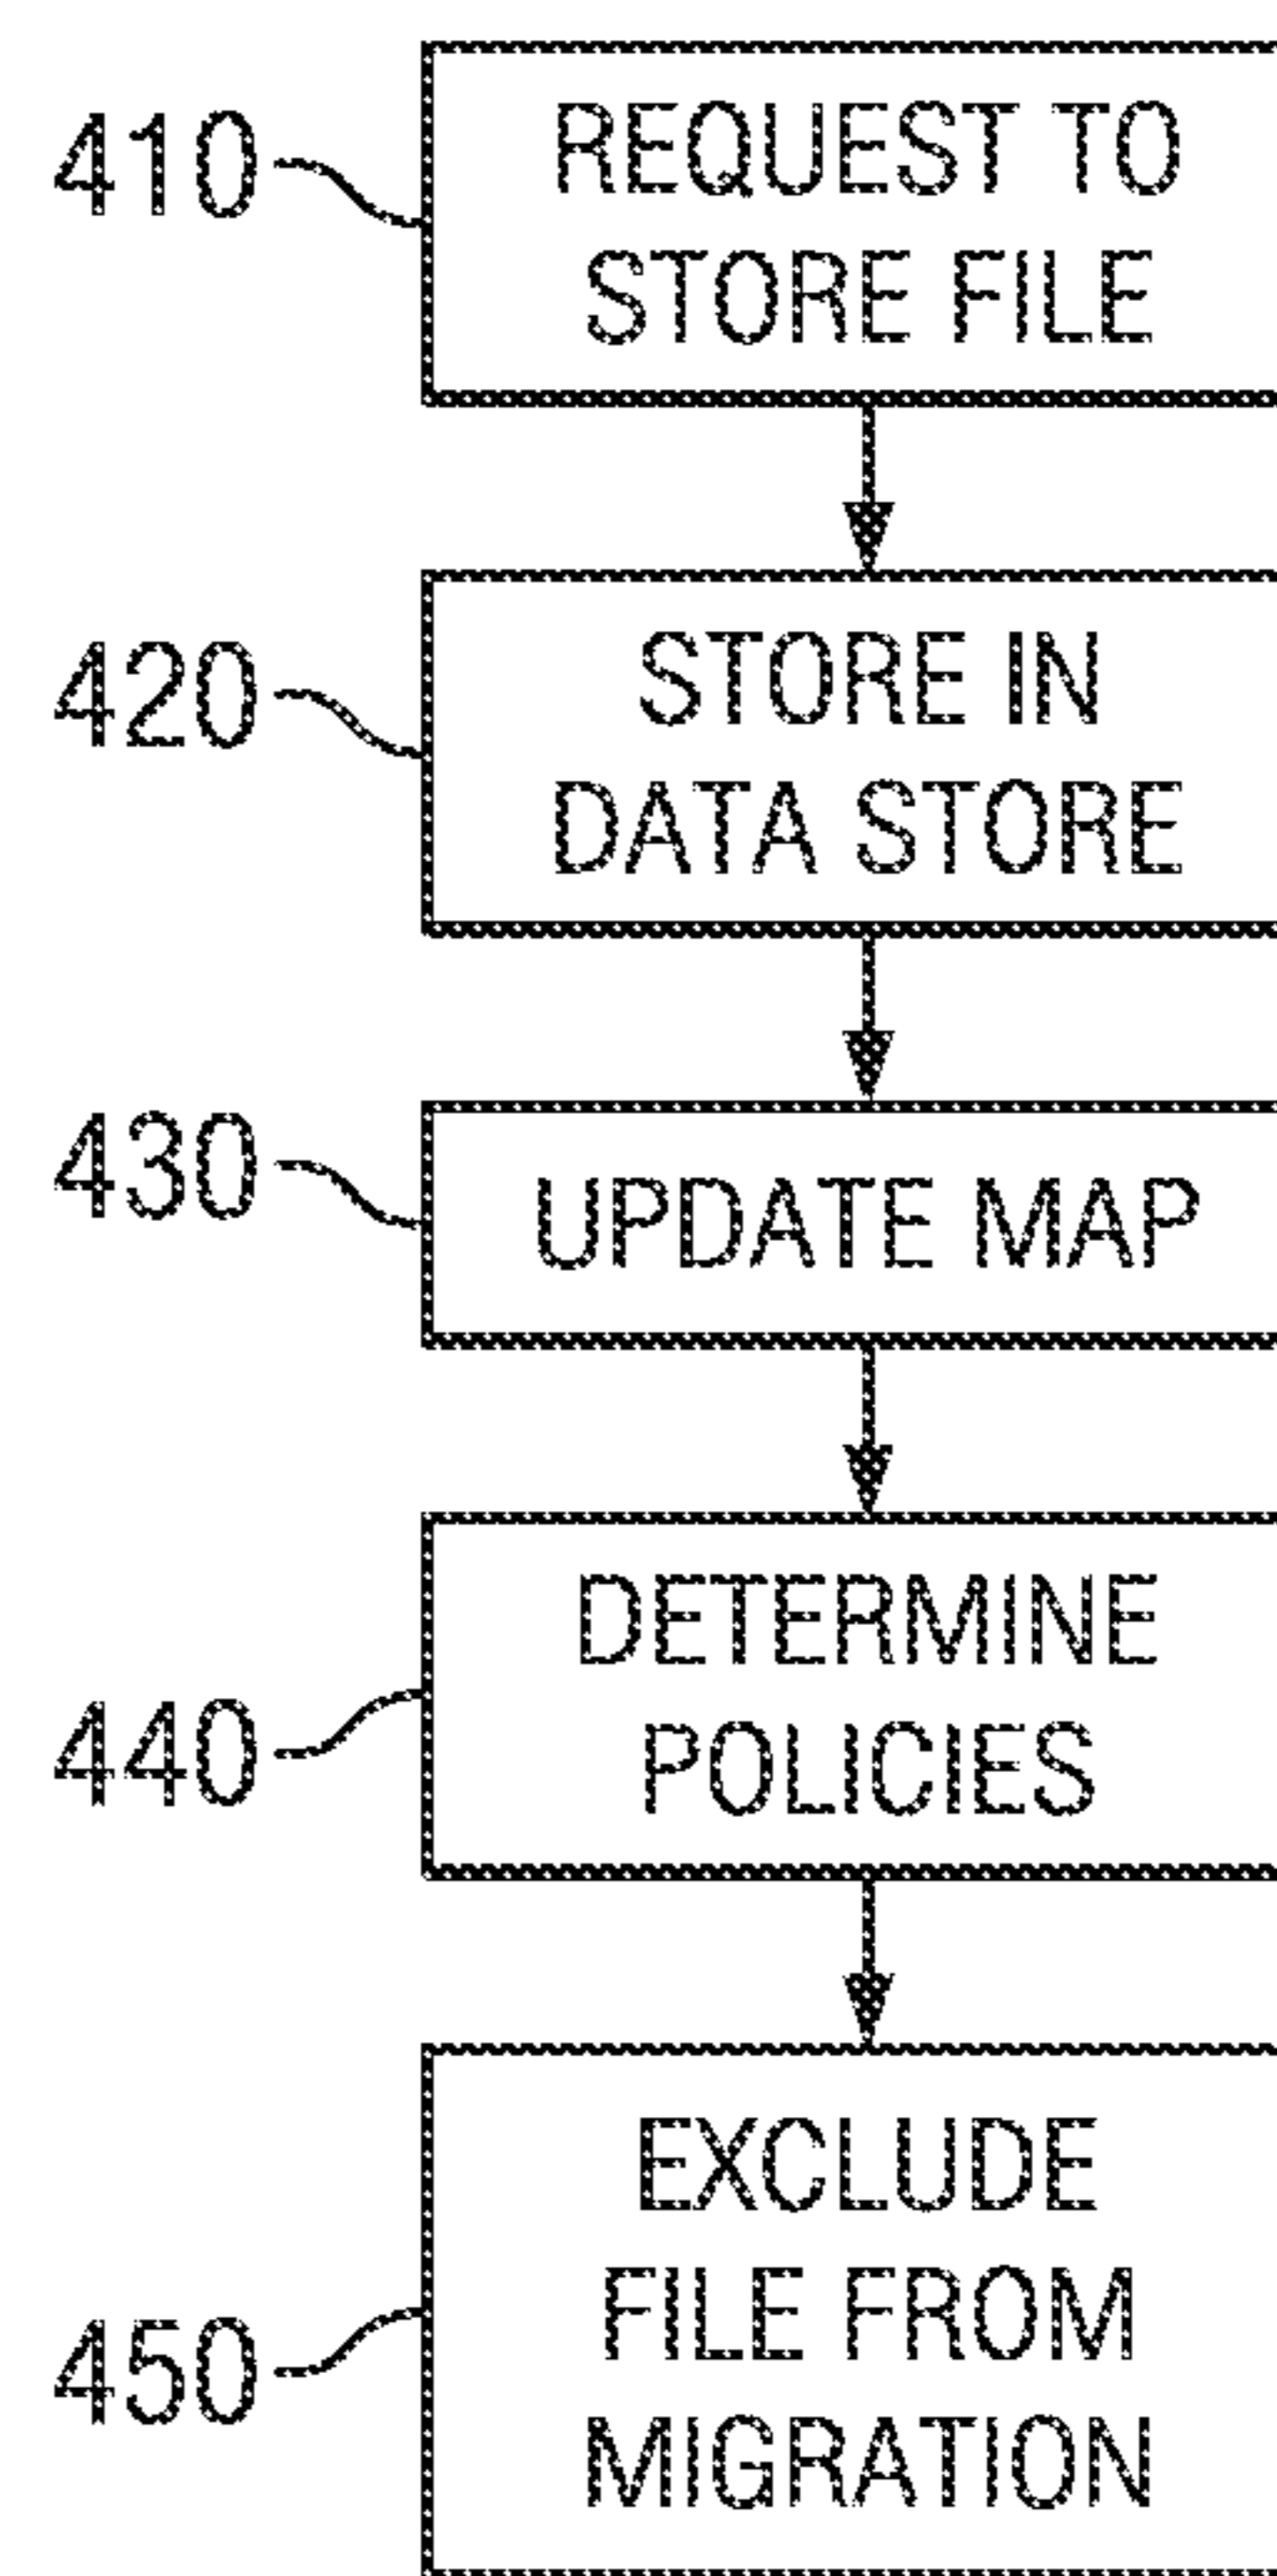 410
REQUEST TO
STORE FILE
420
STORE IN
DATA STORE
430
UPDATE MAP
440
DETERMINE
POLICIES
450
EXCLUDE
FILE FROM
MIGRATION